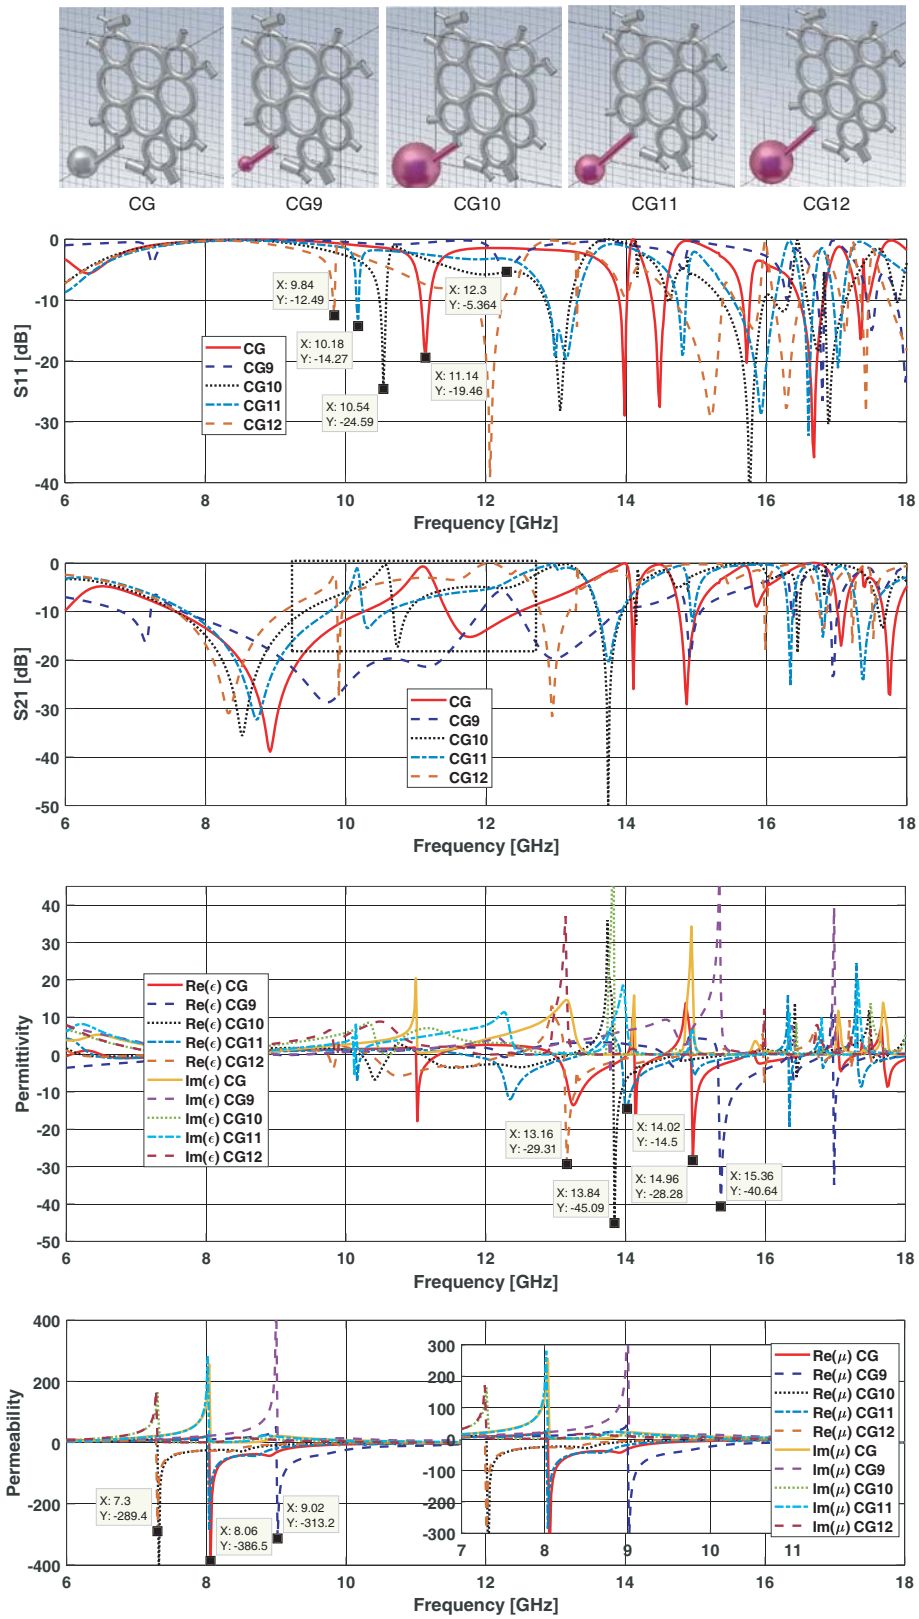 CG CG9 CG10 CG11 CG12
0
-10
-20
-30
-40
S11 [dB]
X: 9.84
Y: -12.49
X: 10.18
Y: -14.27
X: 10.54
Y: -24.59
X: 11.14
Y: -19.46
X: 12.3
Y: -5.364
CG
CG9
CG10
CG11
CG12
6 8 10 12 14 16 18
Frequency [GHz]
0
-10
-20
-30
-40
-50
S21 [dB]
CG
CG9
CG10
CG11
CG12
6 8 10 12 14 16 18
Frequency [GHz]
40
30
20
10
0
-10
-20
-30
-40
-50
Permittivity
Re(ϵ) CG
Re(ϵ) CG9
Re(ϵ) CG10
Re(ϵ) CG11
Re(ϵ) CG12
Im(ϵ) CG
Im(ϵ) CG9
Im(ϵ) CG10
Im(ϵ) CG11
Im(ϵ) CG12
X: 13.16
Y: -29.31
X: 13.84
Y: -45.09
X: 14.02
Y: -14.5
X: 14.96
Y: -28.28
X: 15.36
Y: -40.64
6 8 10 12 14 16 18
Frequency [GHz]
400
200
0
-200
-400
Permeability
X: 7.3
Y: -289.4
X: 8.06
Y: -386.5
X: 9.02
Y: -313.2
300
200
100
0
-100
-200
-300
7 8 9 10 11
Re(μ) CG
Re(μ) CG9
Re(μ) CG10
Re(μ) CG11
Re(μ) CG12
Im(μ) CG
Im(μ) CG9
Im(μ) CG10
Im(μ) CG11
Im(μ) CG12
6 8 10 12 14 16 18
Frequency [GHz]